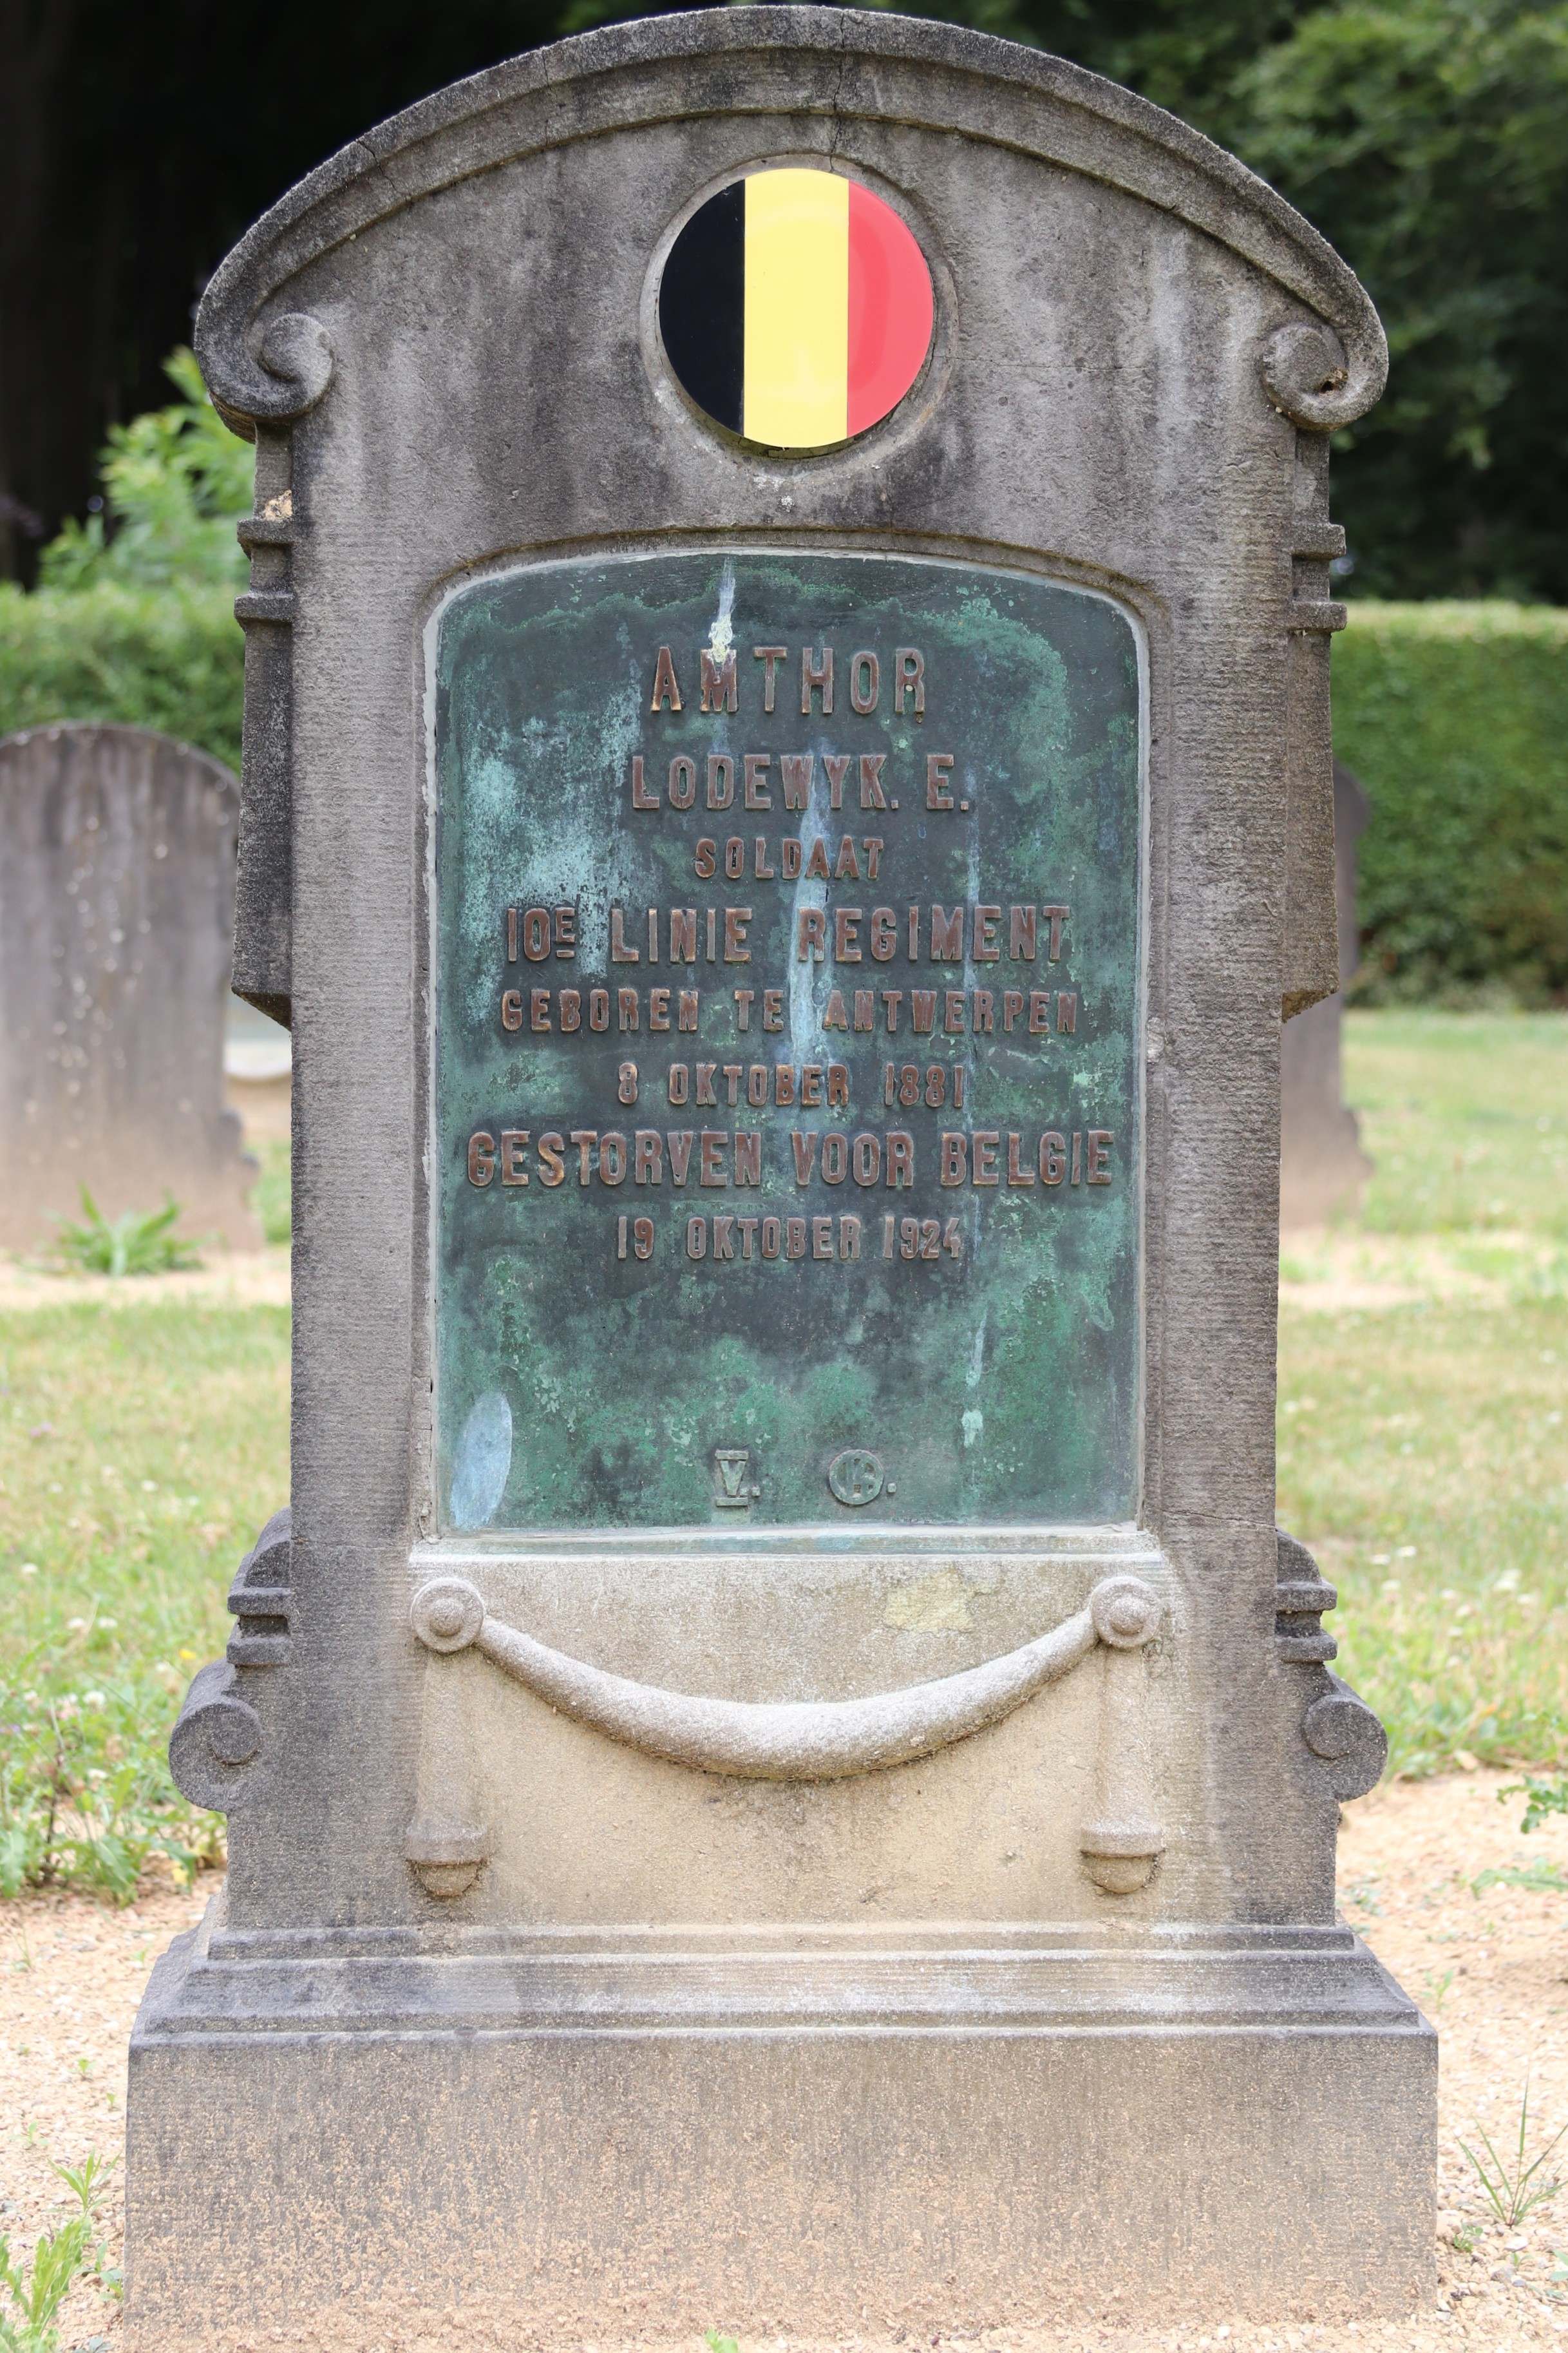 AMTHOR
LODEWYK. E.
SOLDAAT
10E LINIE REGIMENT
GEBOREN TE ANTWERPEN
8 OKTOBER 1881
GESTORVEN VOOR BELGIE
19 OKTOBER 1924
V.